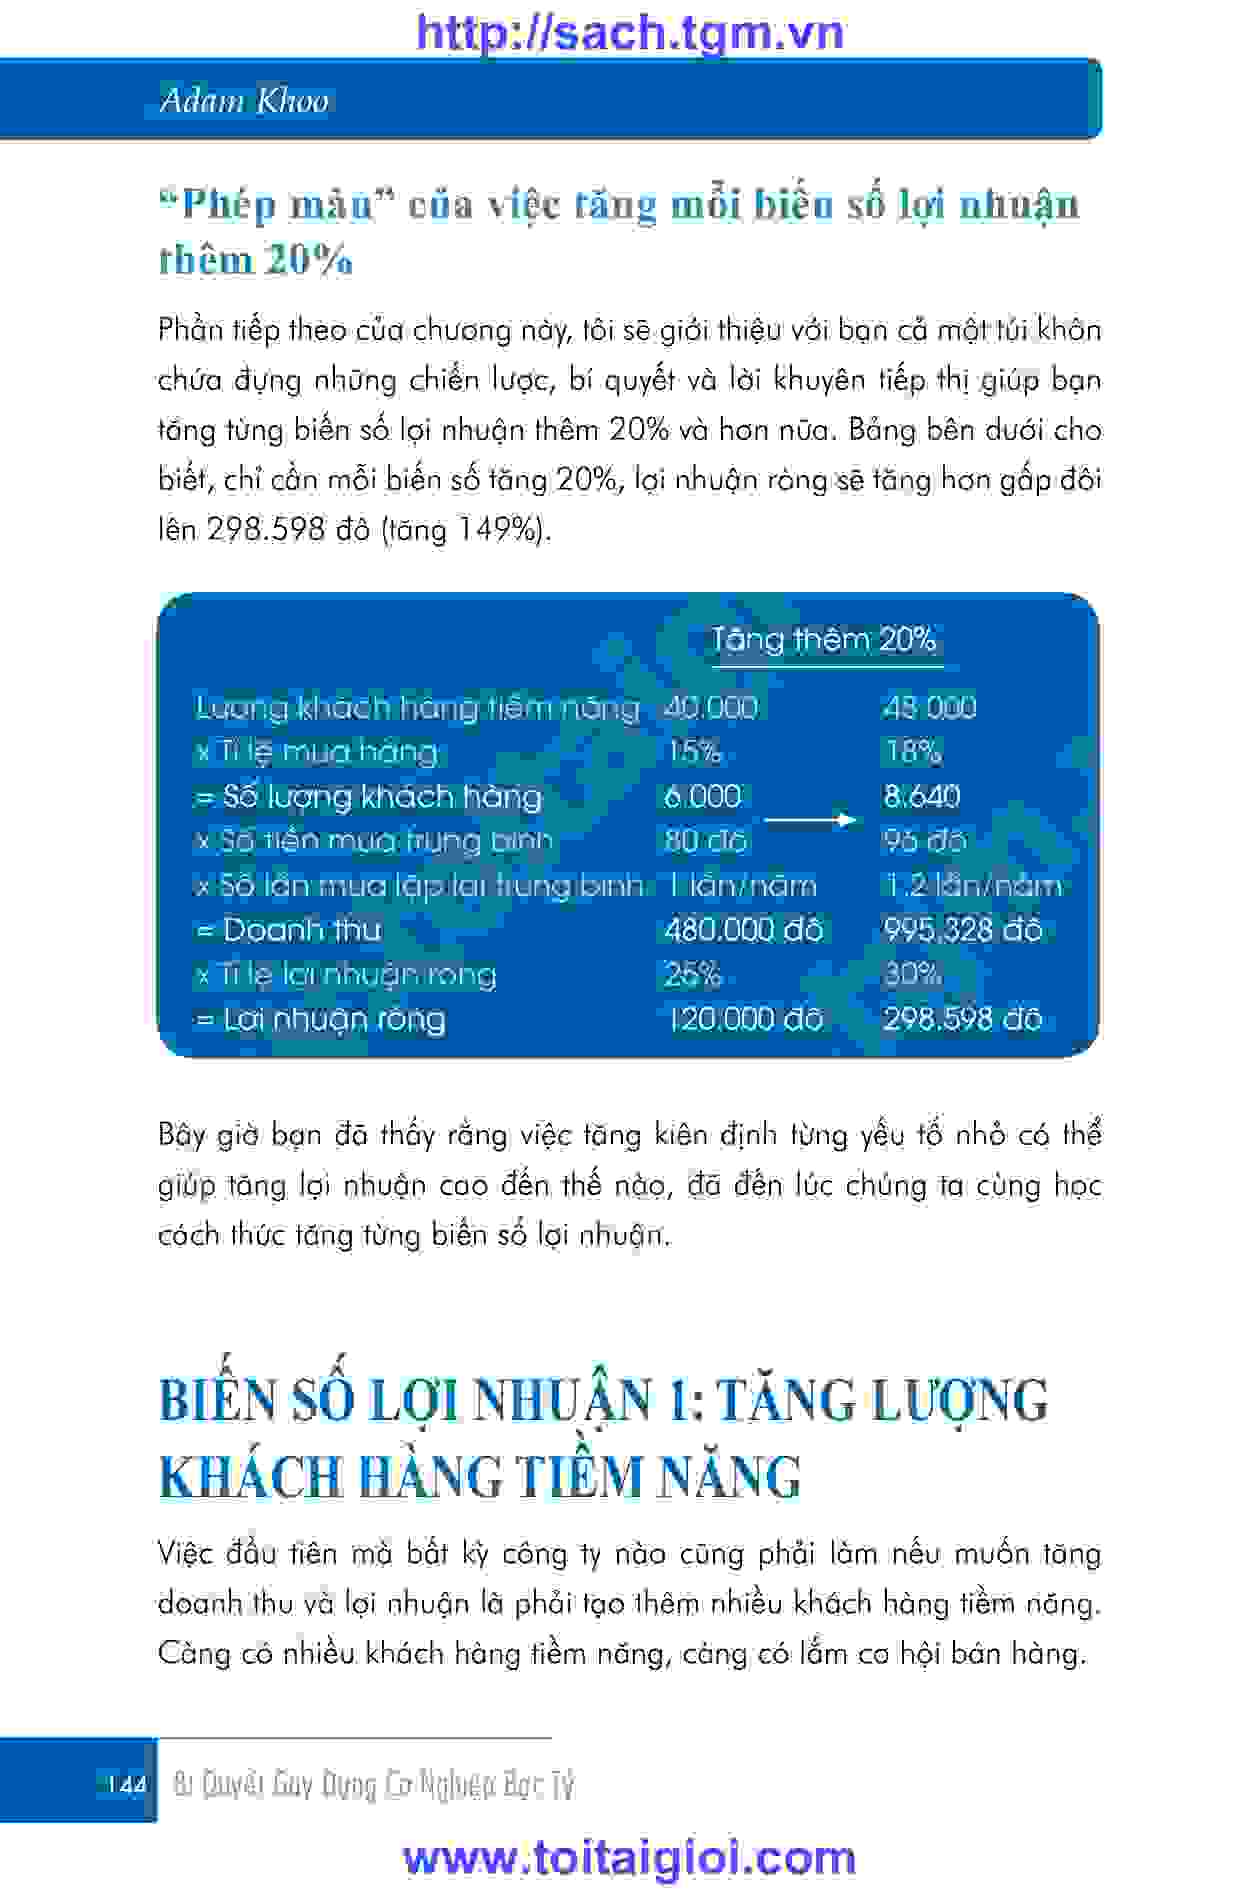 http://sach.tgm.vn
Adam Khoo
“Phép màu” của việc tăng mỗi biến số lợi nhuận
thêm 20%
Phần tiếp theo của chương này, tôi sẽ giới thiệu với bạn cả một túi khôn
chứa đựng những chiến lược, bí quyết và lời khuyên tiếp thị giúp bạn
tăng từng biến số lợi nhuận thêm 20% và hơn nữa. Bảng bên dưới cho
biết, chỉ cần mỗi biến số tăng 20%, lợi nhuận ròng sẽ tăng hơn gấp đôi
lên 298.598 đô (tăng 149%).
Tăng thêm 20%
Lượng khách hàng tiềm năng 40.000 48.000
x Tỉ lệ mua hàng 15% 18%
= Số lượng khách hàng 6.000 8.640
x Số tiền mua trung bình 80 đô 96 đô
x Số lần mua lặp lại trung bình 1 lần/năm 1.2 lần/năm
= Doanh thu 480.000 đô 995.328 đô
x Tỉ lệ lợi nhuận ròng 25% 30%
= Lợi nhuận ròng 120.000 đô 298.598 đô
Bây giờ bạn đã thấy rằng việc tăng kiên định từng yếu tố nhỏ có thể
giúp tăng lợi nhuận cao đến thế nào, đã đến lúc chúng ta cùng học
cách thức tăng từng biến số lợi nhuận.
BIẾN SỐ LỢI NHUẬN 1: TĂNG LƯỢNG
KHÁCH HÀNG TIỀM NĂNG
Việc đầu tiên mà bất kỳ công ty nào cũng phải làm nếu muốn tăng
doanh thu và lợi nhuận là phải tạo thêm nhiều khách hàng tiềm năng.
Càng có nhiều khách hàng tiềm năng, càng có lắm cơ hội bán hàng.
144 Bí Quyết Gây Dựng Cơ Nghiệp Bạc Tỷ
www.toitaigioi.com